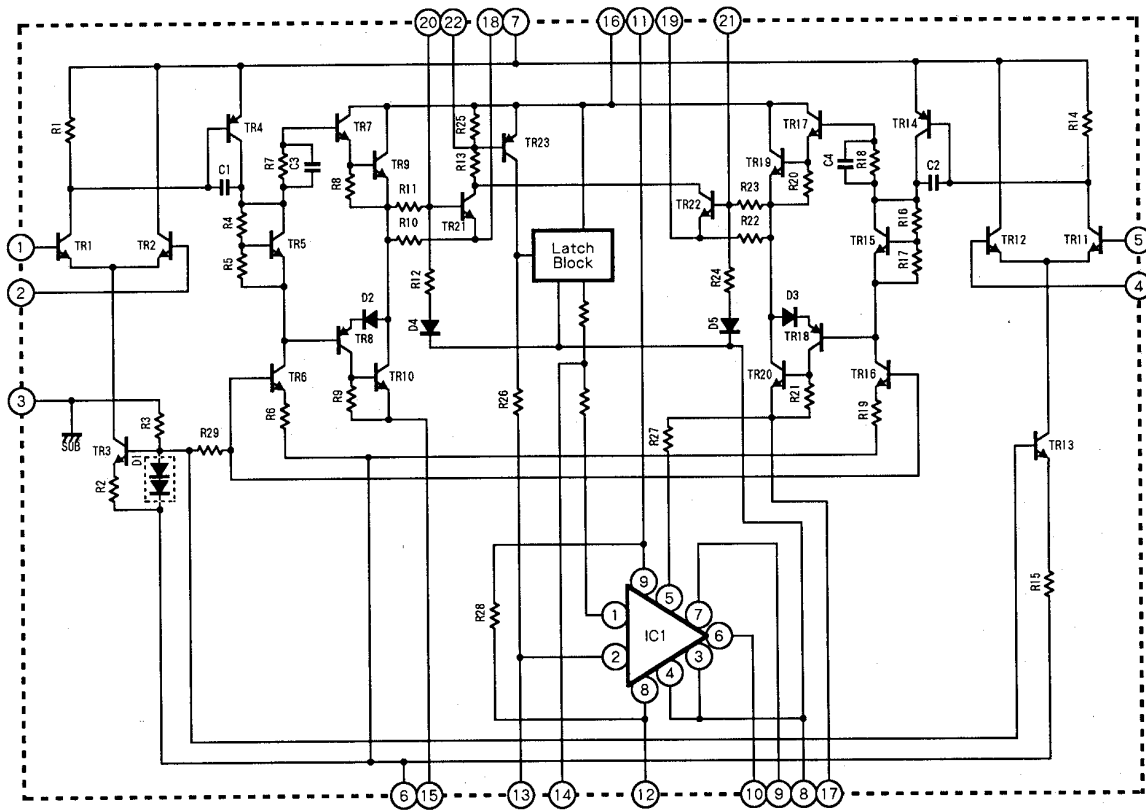 20 22 18 7 16 11 19 21
R1
TR4
R7
C3
TR7
R25
TR23
TR17
TR14
R14
C1
TR9
R13
TR19
C4
R18
C2
R8
R11
R23
R20
R4
TR5
R10
TR21
TR22
R22
TR15
R16
1
TR1
TR2
R5
Latch
Block
R17
TR12
TR11
5
2
R12
R24
4
D2
D4
D5
D3
TR8
TR18
3
TR6
TR10
TR20
TR16
R6
R9
R26
R21
R19
SUB
R3
R29
R27
TR3
D1
TR13
R2
R28
9
5
7
1
IC1
6
2
3
4
8
R15
6 15 13 14 12 10 9 8 17